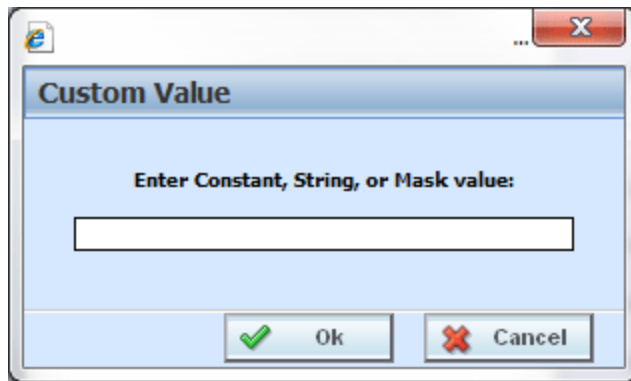 ...
Custom Value
Enter Constant, String, or Mask value:
Ok
Cancel